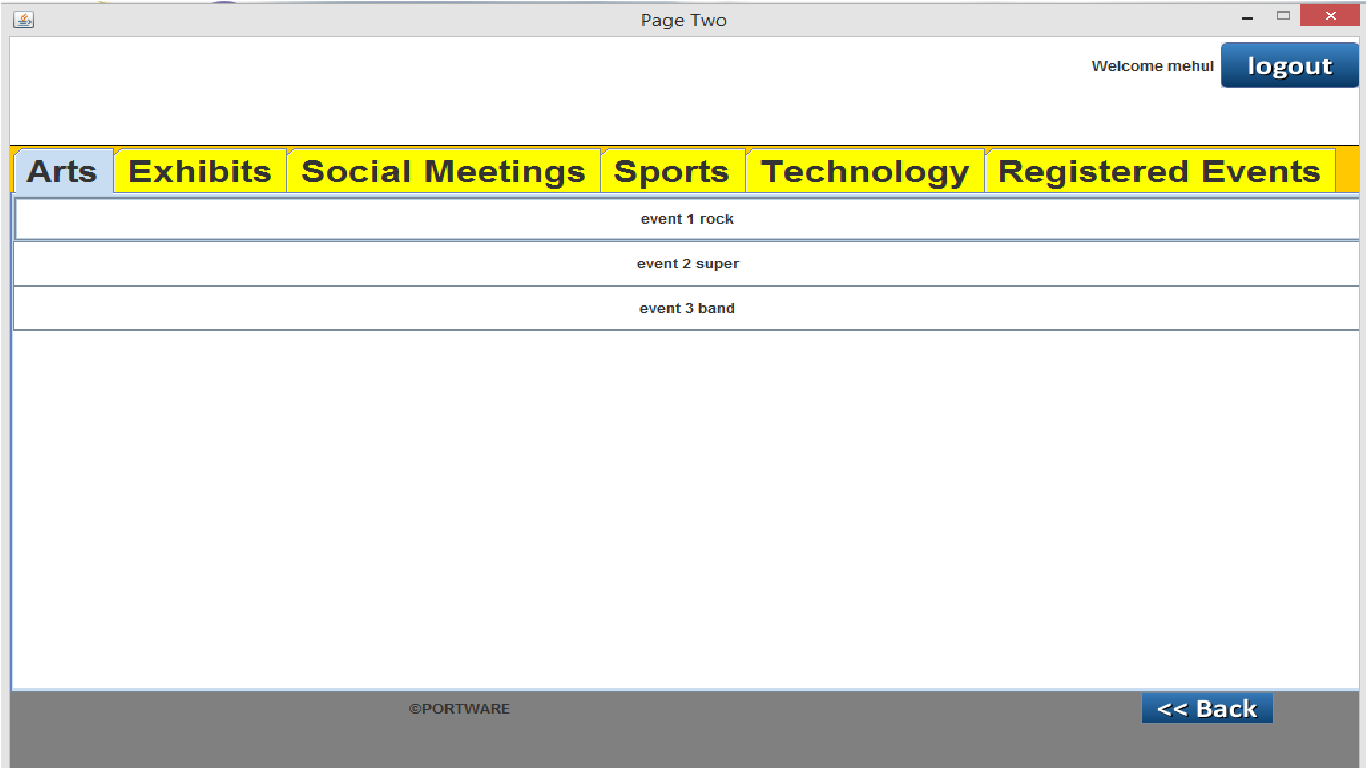 Page Two
Welcome mehul logout
Arts Exhibits Social Meetings Sports Technology Registered Events
event 1 rock
event 2 super
event 3 band
©PORTWARE << Back